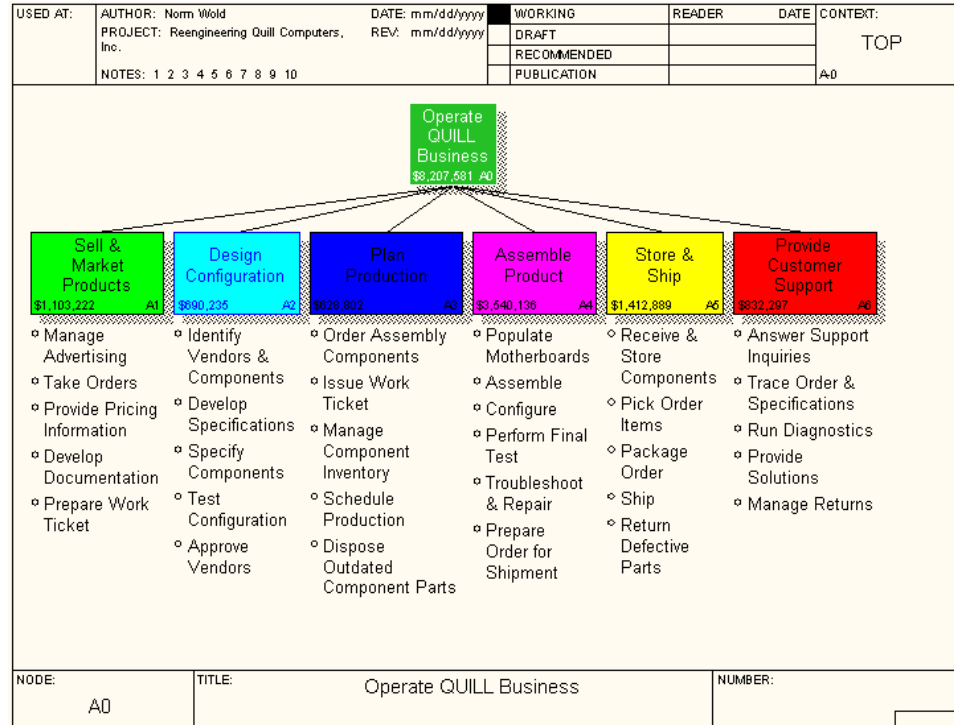 USED AT:
AUTHOR: Norm Wold
DATE: mm/dd/yyyy
PROJECT: Reengineering Quill Computers,
Inc.
REV: mm/dd/yyyy
NOTES: 1 2 3 4 5 6 7 8 9 10
WORKING
DRAFT
RECOMMENDED
PUBLICATION
READER DATE
CONTEXT:
TOP
A-0
Operate
QUILL
Business
$8,207,581 A0
Sell &
Market
Products
$1,103,222 A1
Design
Configuration
$690,235 A2
Plan
Production
$628,802 A3
Assemble
Product
$3,540,136 A4
Store &
Ship
$1,412,889 A5
Provide
Customer
Support
$832,297 A6
Manage
Advertising
Take Orders
Provide Pricing
Information
Develop
Documentation
Prepare Work
Ticket
Identify
Vendors &
Components
Develop
Specifications
Specify
Components
Test
Configuration
Approve
Vendors
Order Assembly
Components
Issue Work
Ticket
Manage
Component
Inventory
Schedule
Production
Dispose
Outdated
Component Parts
Populate
Motherboards
Assemble
Configure
Perform Final
Test
Troubleshoot
& Repair
Prepare
Order for
Shipment
Receive &
Store
Components
Pick Order
Items
Package
Order
Ship
Return
Defective
Parts
Answer Support
Inquiries
Trace Order &
Specifications
Run Diagnostics
Provide
Solutions
Manage Returns
NODE:
A0
TITLE:
Operate QUILL Business
NUMBER: